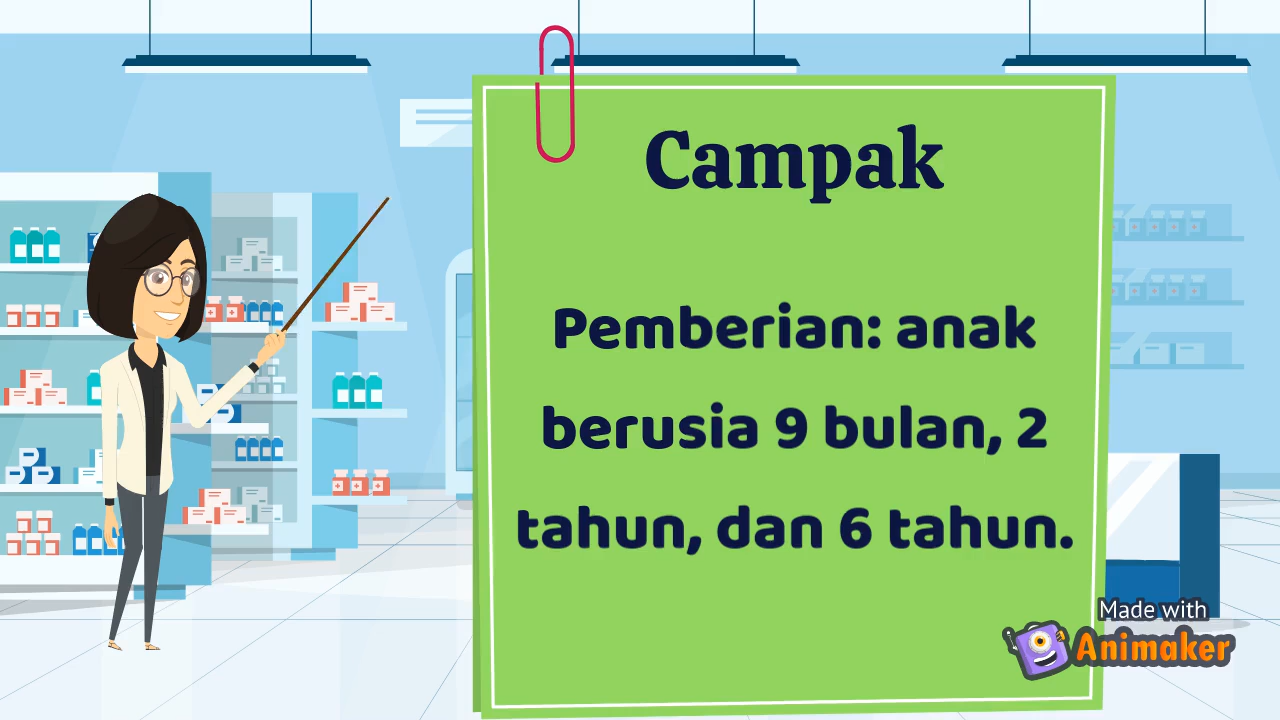 Campak
Pemberian: anak
berusia 9 bulan, 2
tahun, dan 6 tahun.
Made with
Animaker